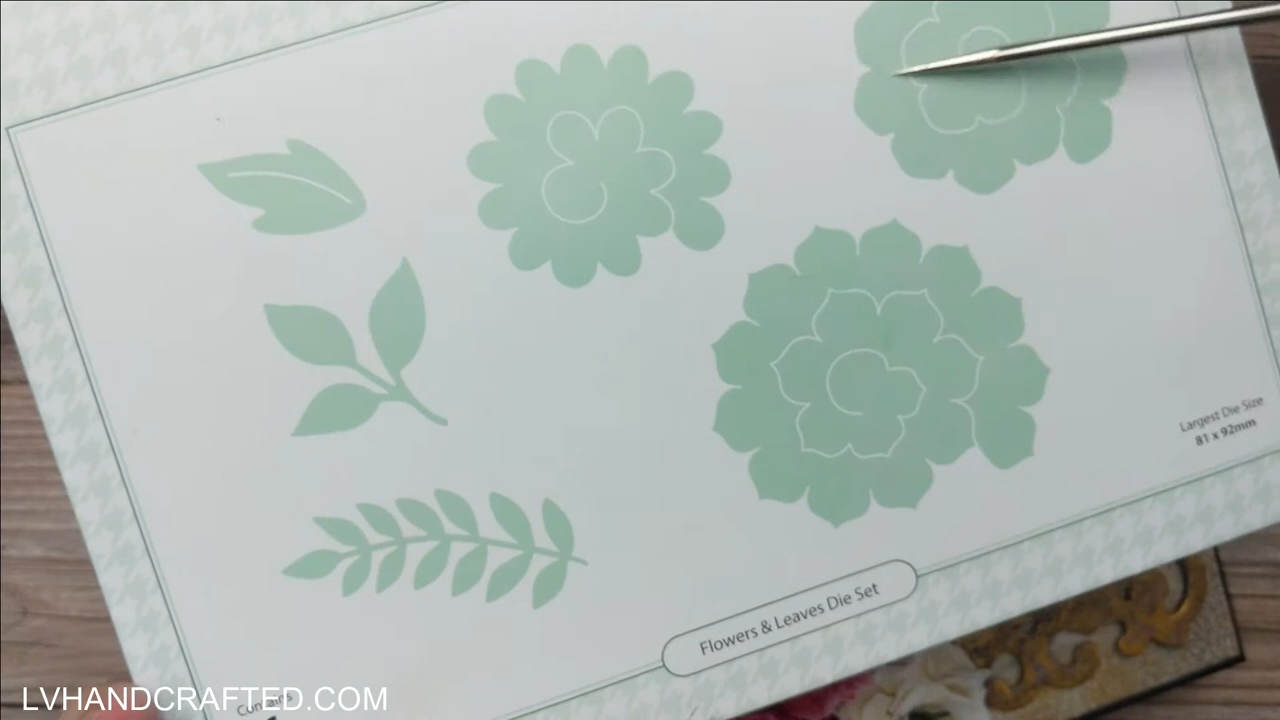 Largest Die Size
81 x 92mm
Flowers & Leaves Die Set
LVHANDCRAFTED.COM